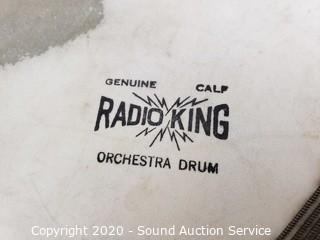 GENUINE CALF
RADIO KING
ORCHESTRA DRUM
Copyright © 2020 - Sound Auction Service